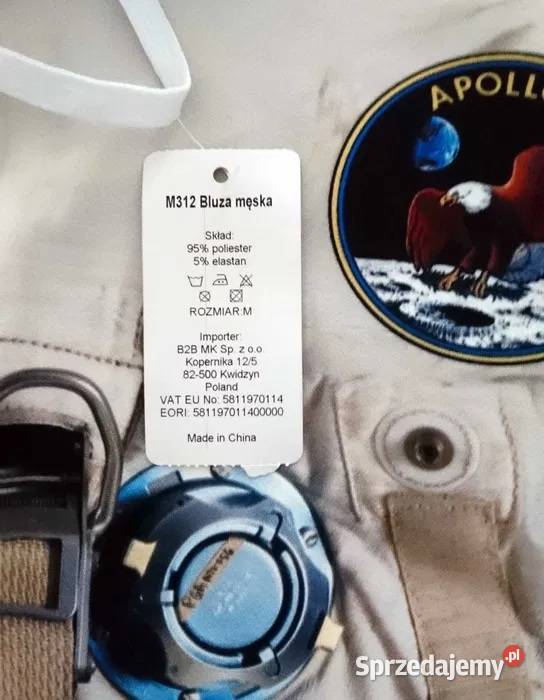 APOLLO
M312 Bluza męska
Skład:
95% poliester
5% elastan
ROZMIAR:M
Importer:
B2B MK Sp. z o.o.
Kopernika 12/5
82-500 Kwidzyn
Poland
VAT EU No: 5811970114
EORI: 581197011400000
Made in China
Sprzedajemy.pl